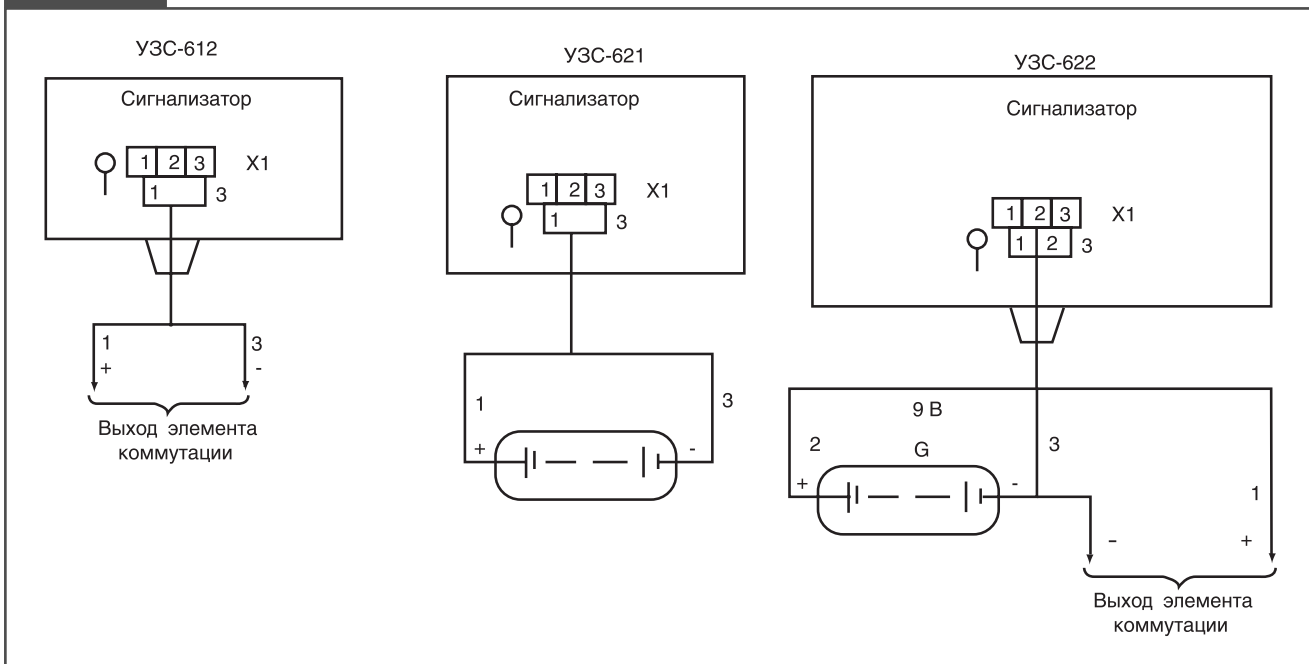 УЗС-612
Сигнализатор
1 2 3 X1
1 3
1 3
+ -
Выход элемента
коммутации
УЗС-621
Сигнализатор
1 2 3 X1
1 3
1 3
+ -
УЗС-622
Сигнализатор
1 2 3 X1
1 2 3
9 В
2 G 3
+ -
1
- +
Выход элемента
коммутации